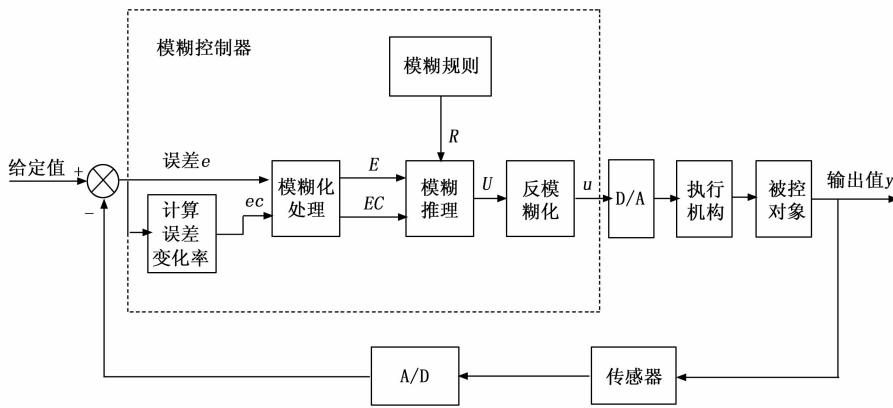 模糊控制器
模糊规则
R
给定值
+
−
误差e
计算
误差
变化率
ec
模糊化
处理
E
EC
模糊
推理
U
反模
糊化
u
D/A
执行
机构
被控
对象
输出值y
A/D
传感器